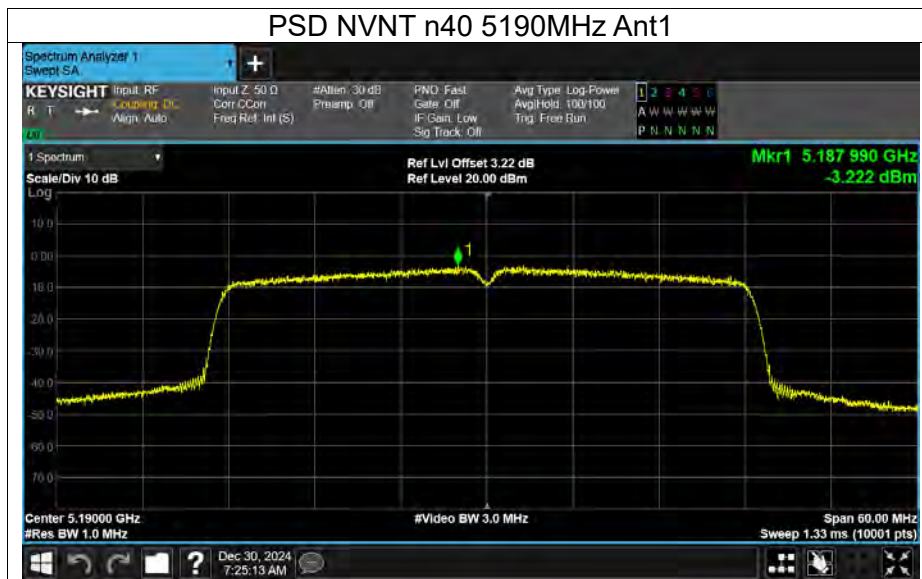 PSD NVNT n40 5190MHz Ant1
Spectrum Analyzer 1
Swept SA
+
KEYSIGHT Input: RF
R T Coupling: DC
Align: Auto
Input Z: 50 Ω
Corr CCorr
Freq Ref: Int (S)
#Atten: 30 dB
Preamp: Off
PNO: Fast
Gate: Off
IF Gain: Low
Sig Track: Off
Avg Type: Log-Power
Avg|Hold: 100/100
Trig: Free Run
1 2 3 4 5 6
A W W W W W
P N N N N N
1 Spectrum
Scale/Div 10 dB
Log
Ref Lvl Offset 3.22 dB
Ref Level 20.00 dBm
Mkr1 5.187 990 GHz
-3.222 dBm
10.0
0.00
-10.0
-20.0
-30.0
-40.0
-50.0
-60.0
-70.0
1
Center 5.19000 GHz
#Res BW 1.0 MHz
#Video BW 3.0 MHz
Span 60.00 MHz
Sweep 1.33 ms (10001 pts)
?
Dec 30, 2024
7:25:13 AM